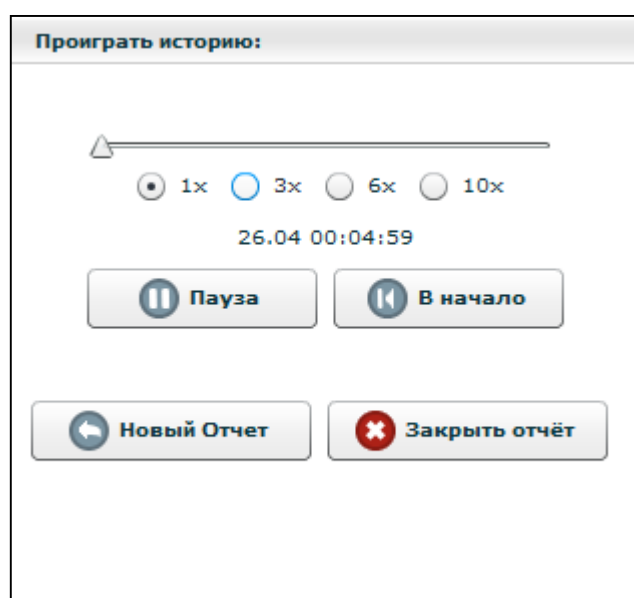 Проиграть историю:
1x 3x 6x 10x
26.04 00:04:59
Пауза В начало
Новый Отчет Закрыть отчёт